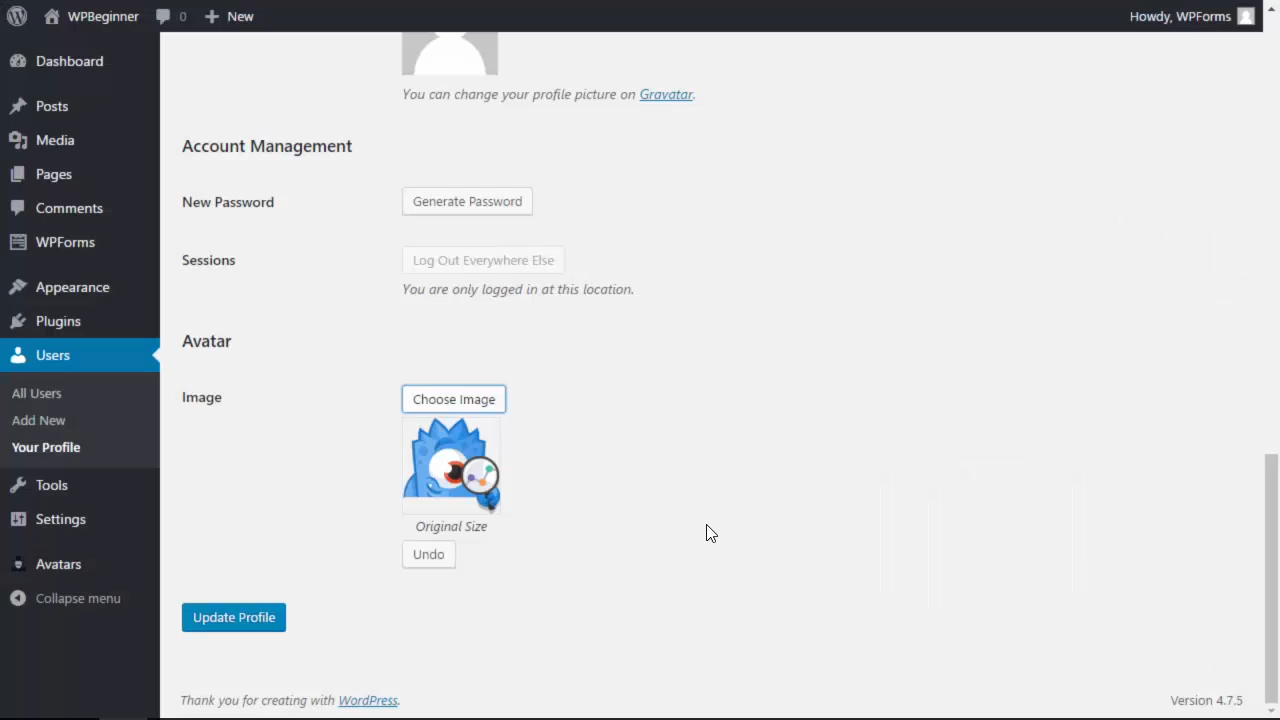 WPBeginner 0 New Howdy, WPForms
Dashboard
Posts
Media
Pages
Comments
WPForms
Appearance
Plugins
Users
All Users
Add New
Your Profile
Tools
Settings
Avatars
Collapse menu
You can change your profile picture on Gravatar.
Account Management
New Password Generate Password
Sessions Log Out Everywhere Else
You are only logged in at this location.
Avatar
Image Choose Image
Original Size
Undo
Update Profile
Thank you for creating with WordPress. Version 4.7.5